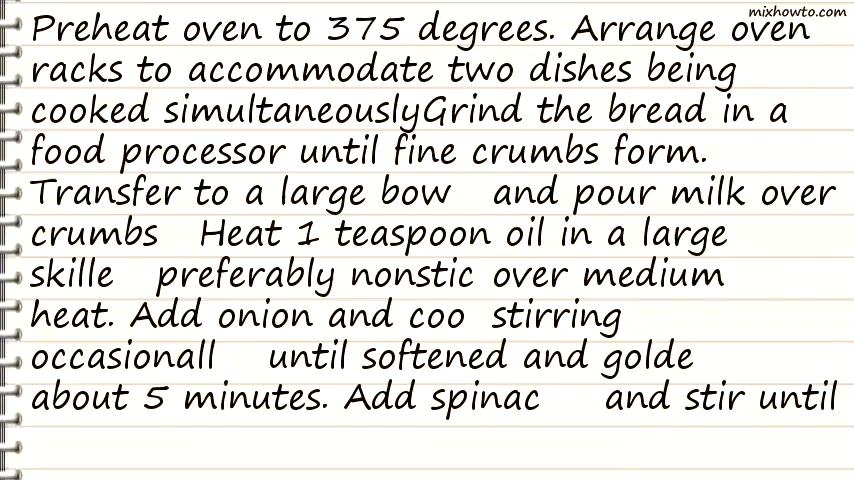 mixhowto.com
Preheat oven to 375 degrees. Arrange oven
racks to accommodate two dishes being
cooked simultaneouslyGrind the bread in a
food processor until fine crumbs form.
Transfer to a large bow and pour milk over
crumbs Heat 1 teaspoon oil in a large
skille preferably nonstic over medium
heat. Add onion and coo stirring
occasionall until softened and golde
about 5 minutes. Add spinac and stir until